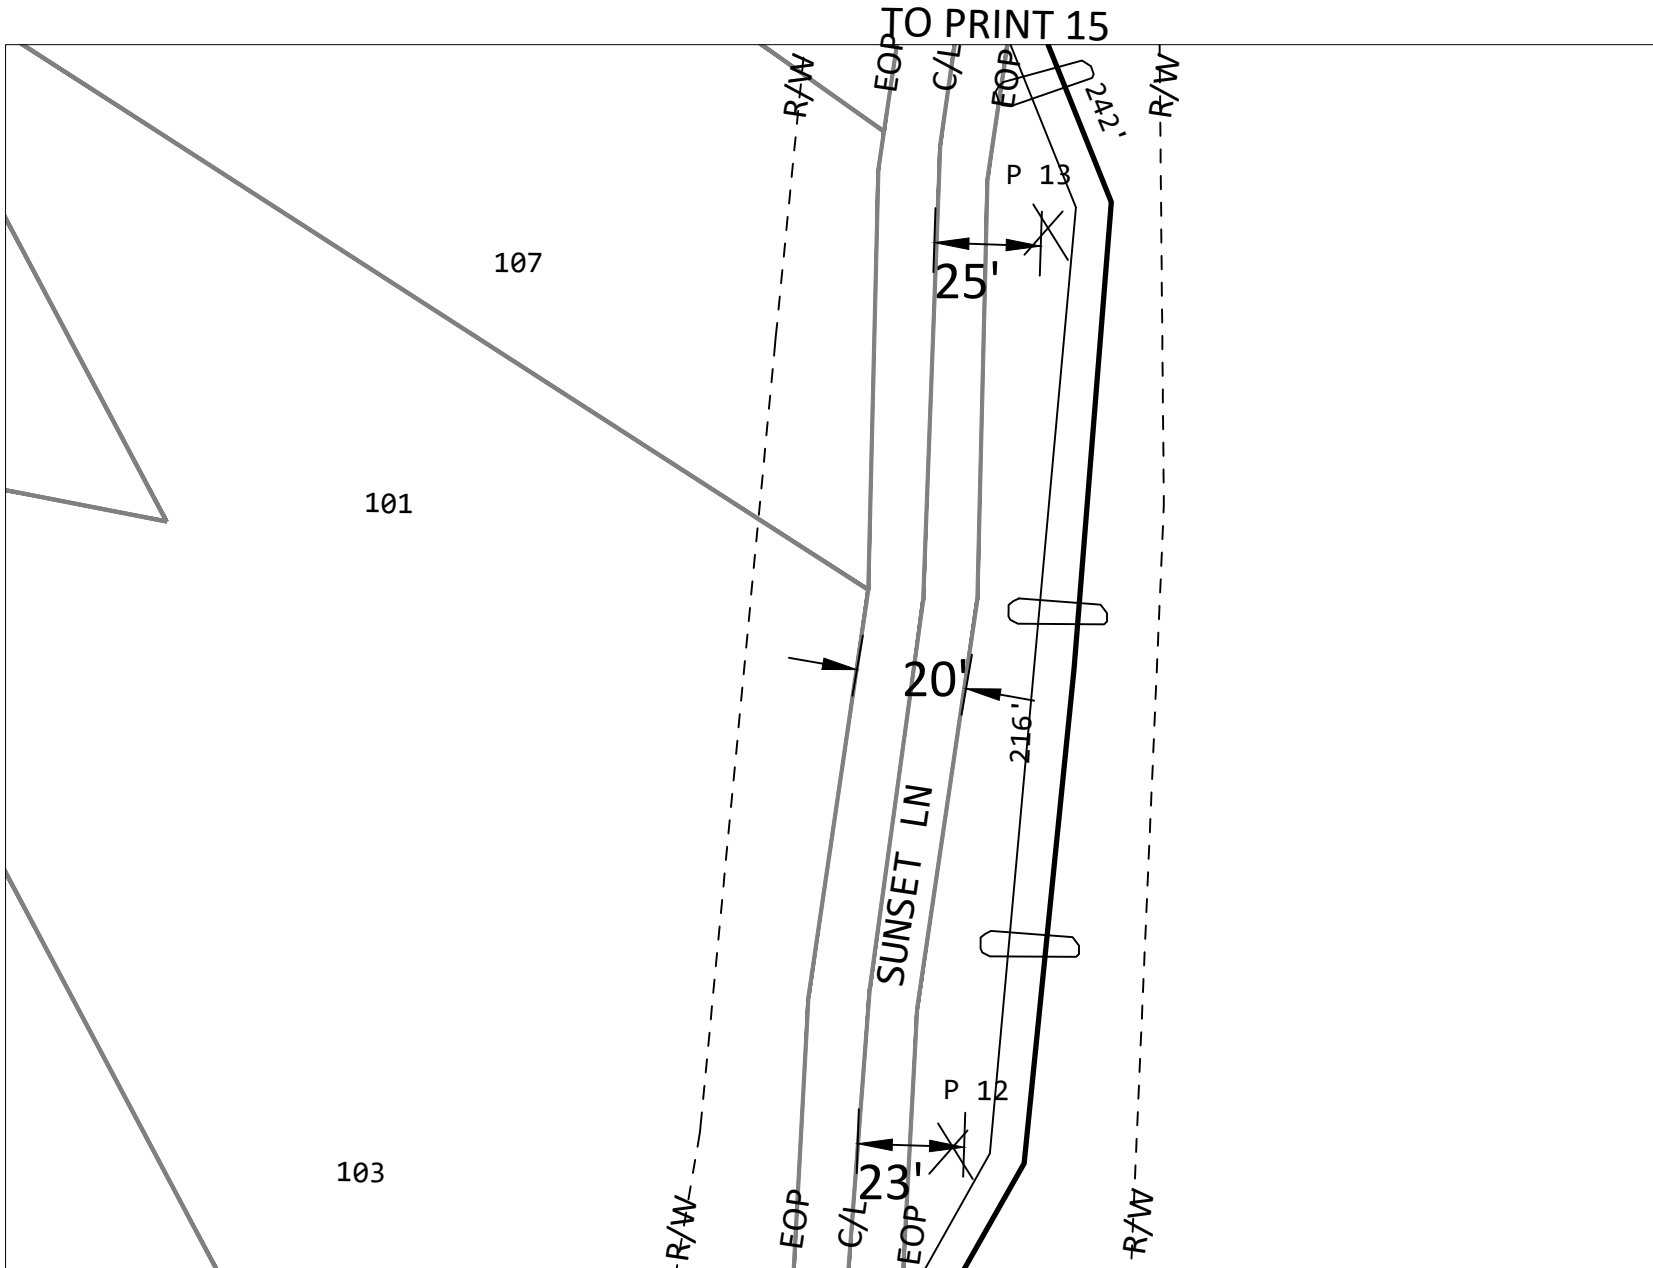 TO PRINT 15
R/W
EOP
C/L
EOP
R/W
242'
P 13
107
25'
101
20'
216'
SUNSET LN
P 12
103
23'
R/W
EOP
C/L
EOP
R/W